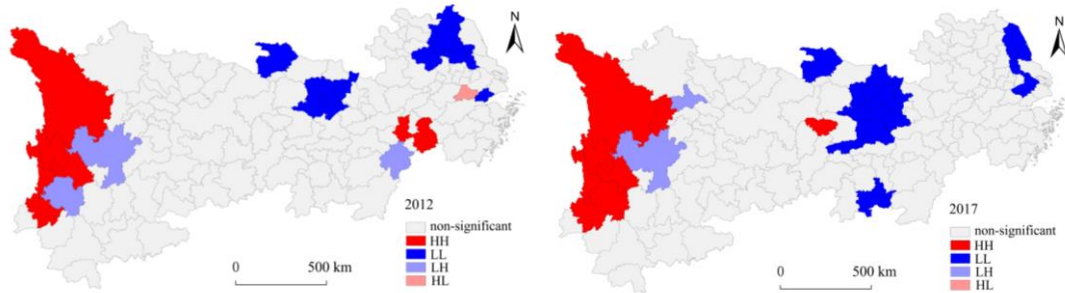 N
2012
non-significant
HH
LL
LH
HL
0 500 km
N
2017
non-significant
HH
LL
LH
HL
0 500 km